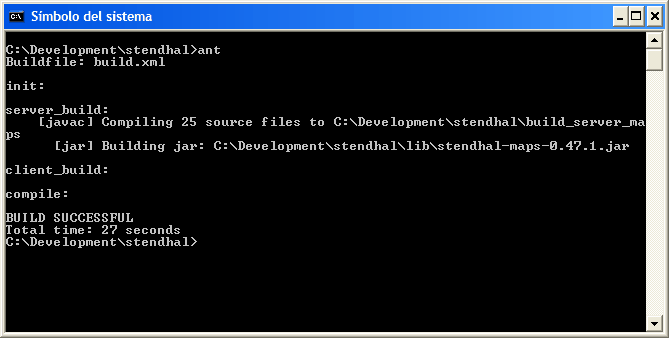 Símbolo del sistema
C:\Development\stendhal>ant
Buildfile: build.xml
init:
server_build:
[javac] Compiling 25 source files to C:\Development\stendhal\build_server_ma
ps
[jar] Building jar: C:\Development\stendhal\lib\stendhal-maps-0.47.1.jar
client_build:
compile:
BUILD SUCCESSFUL
Total time: 27 seconds
C:\Development\stendhal>